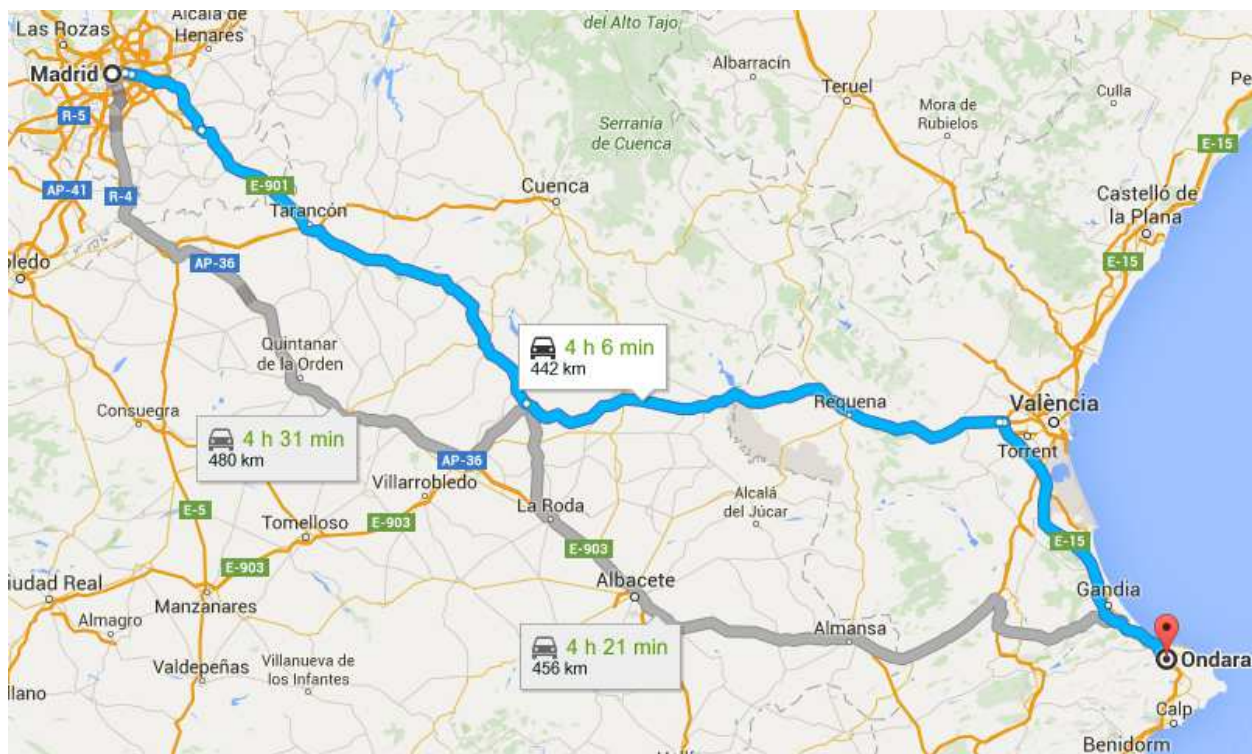 Las Rozas
Alcalá de
Henares
Madrid
R-5
AP-41
R-4
E-901
Tarancón
Cuenca
del Alto Tajo
Albarracín
Serranía
de Cuenca
Teruel
Mora de
Rubielos
Culla
Pe
E-15
Castelló de
la Plana
E-15
oledo
AP-36
Quintanar
de la Orden
Consuegra
4 h 31 min
480 km
4 h 6 min
442 km
Requena
València
Torrent
AP-36
Villarrobledo
La Roda
Alcalá
del Júcar
E-5
Tomelloso
E-903
E-903
E-903
E-15
iudad Real
Manzanares
Almagro
Albacete
Gandia
Valdepeñas
Villanueva de
los Infantes
4 h 21 min
456 km
Almansa
Ondara
llano
Calp
Benidorm